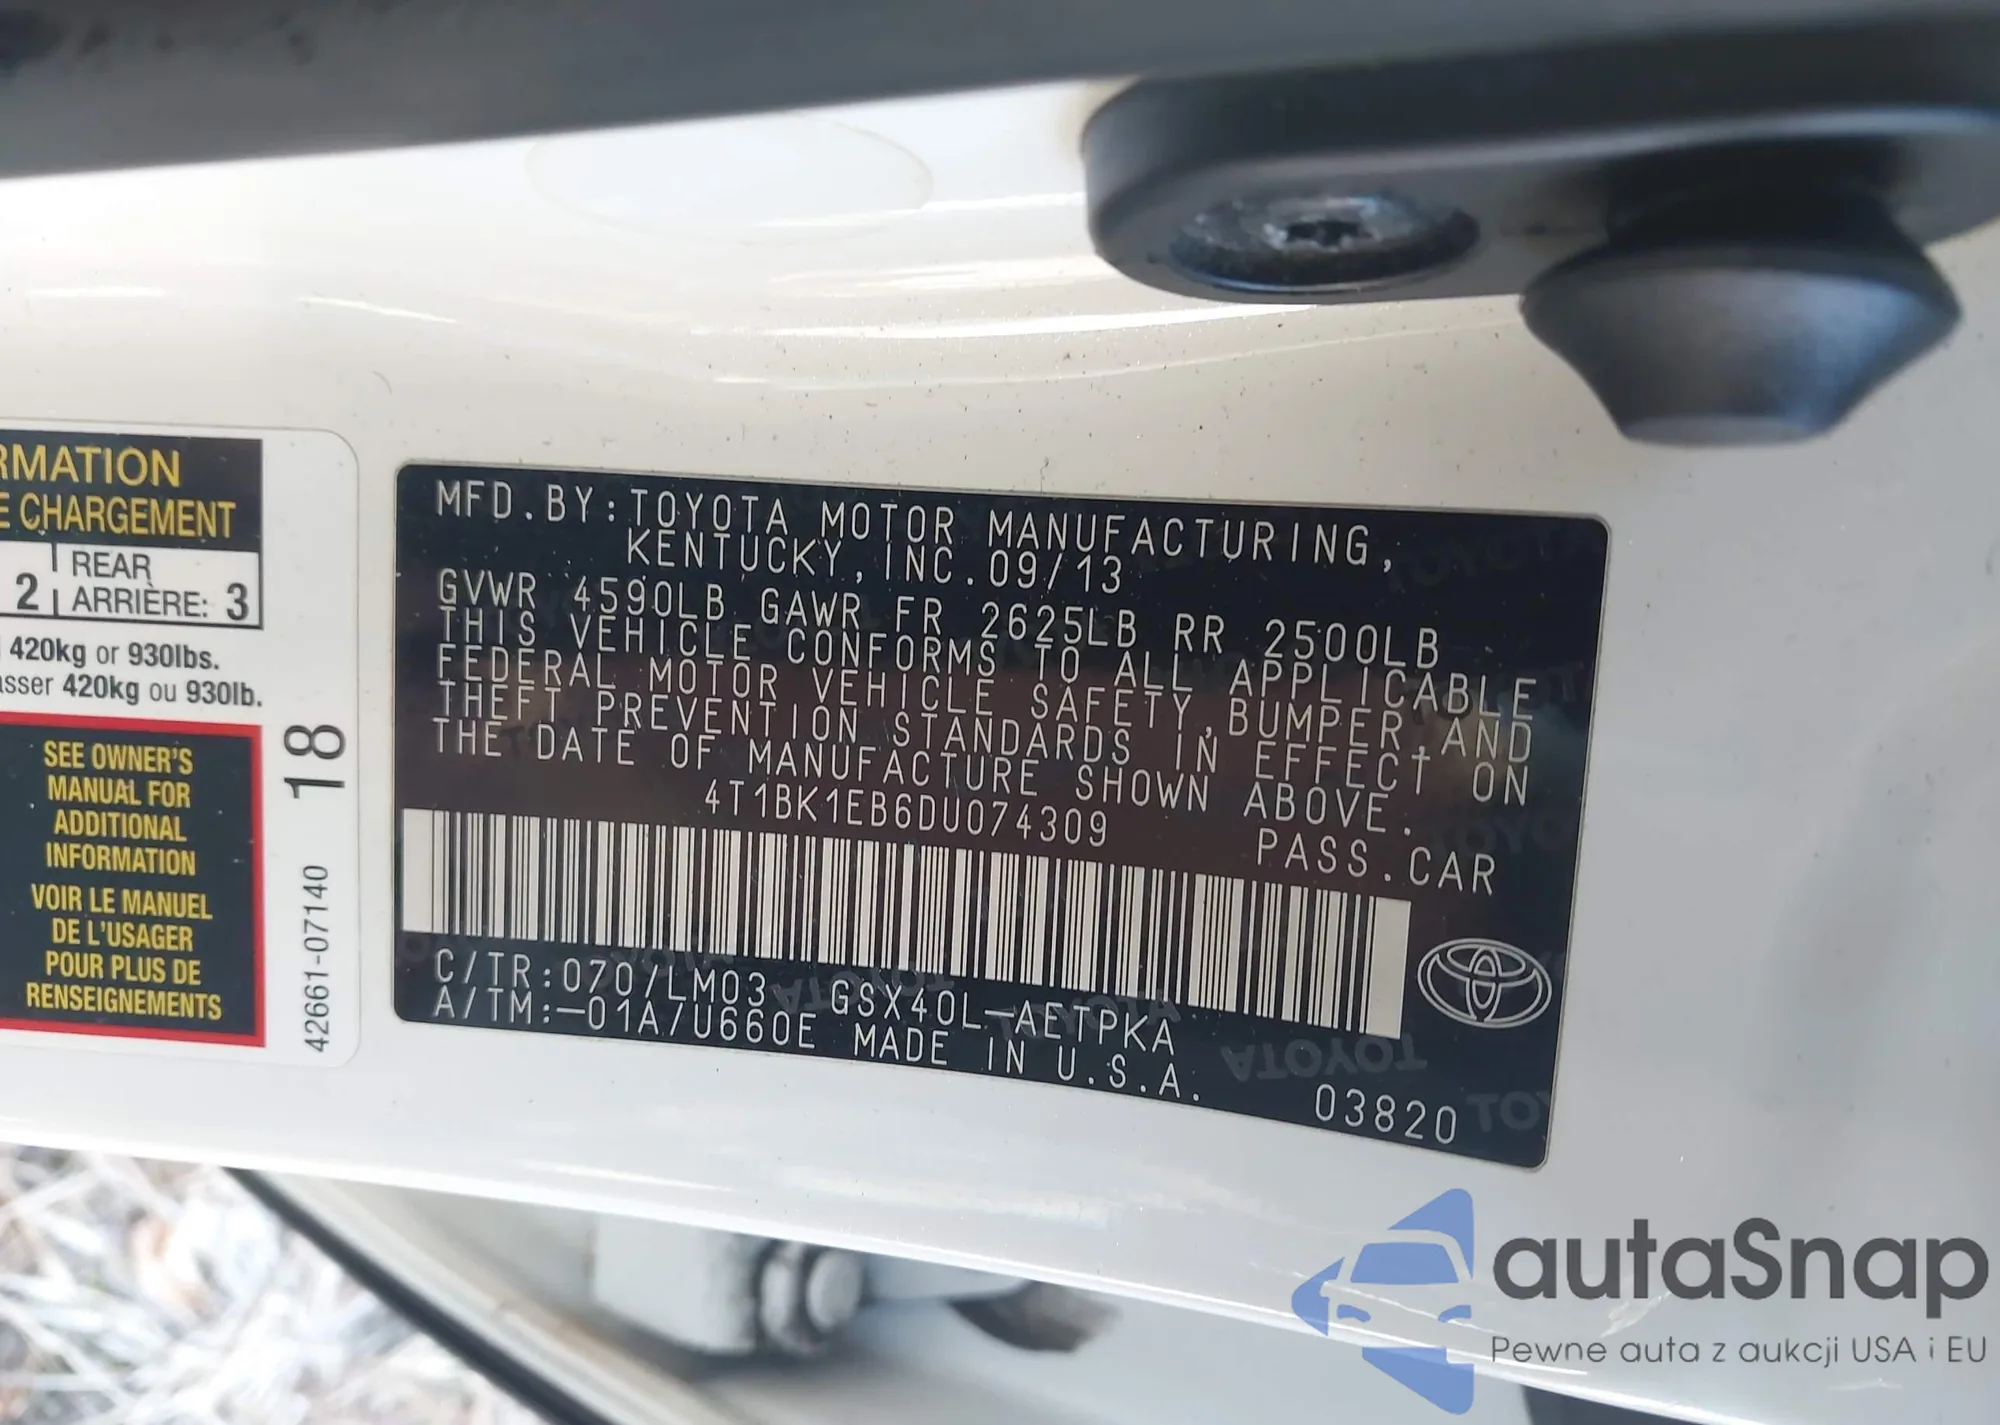 RMATION
E CHARGEMENT
2 REAR
ARRIÈRE: 3
420kg or 930lbs.
asser 420kg ou 930lb.
SEE OWNER'S
MANUAL FOR
ADDITIONAL
INFORMATION
VOIR LE MANUEL
DE L'USAGER
POUR PLUS DE
RENSEIGNEMENTS
18
42661-07140
MFD.BY:TOYOTA MOTOR MANUFACTURING,
KENTUCKY,INC.09/13
GVWR 4590LB GAWR FR 2625LB RR 2500LB
THIS VEHICLE CONFORMS TO ALL APPLICABLE
FEDERAL MOTOR VEHICLE SAFETY,BUMPER,AND
THEFT PREVENTION STANDARDS IN EFFECT ON
THE DATE OF MANUFACTURE SHOWN ABOVE.
4T1BK1EB6DU074309 PASS.CAR
C/TR:070/LM03 GSX40L-AETPKA
A/TM:-01A/U660E MADE IN U.S.A.
03820
autaSnap
Pewne auta z aukcji USA i EU